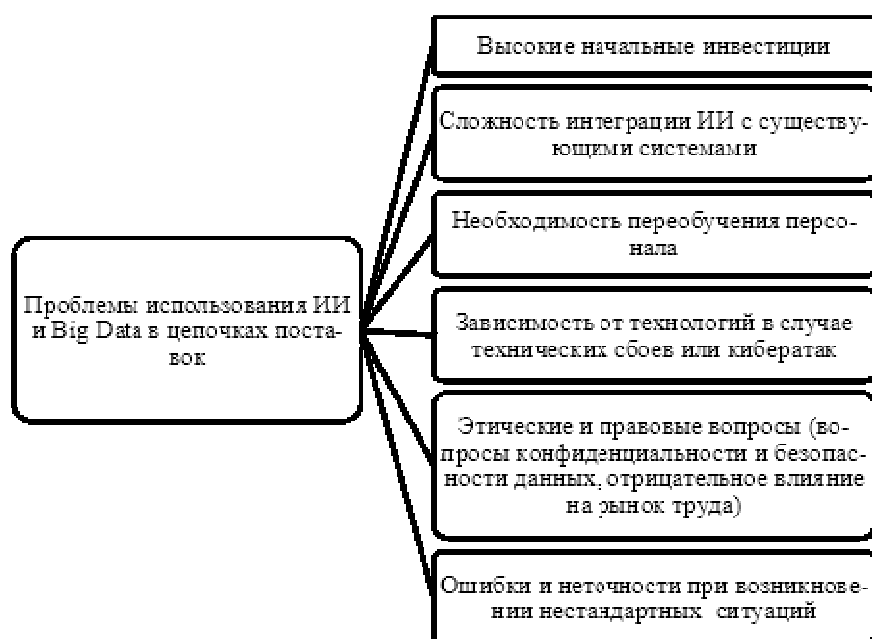 Высокие начальные инвестиции
Сложность интеграции ИИ с существу-
ющими системами
Необходимость переобучения персо-
нала
Проблемы использования ИИ
и Big Data в цепочках поста-
вок
Зависимость от технологий в случае
технических сбоев или кибератак
Этические и правовые вопросы (во-
просы конфиденциальности и безопас-
ности данных, отрицательное влияние
на рынок труда)
Ошибки и неточности при возникнове-
нии нестандартных ситуаций